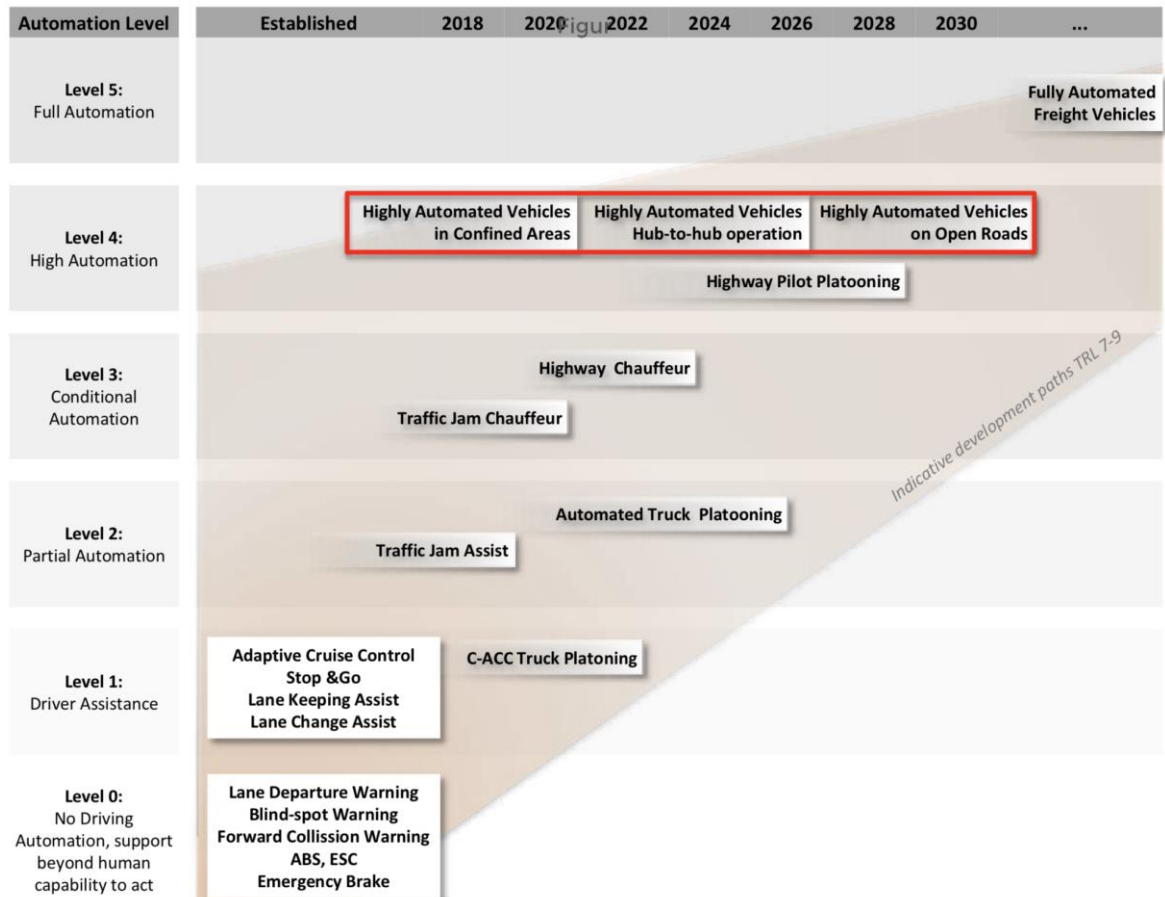 Automation Level Established 2018 2020 2022 2024 2026 2028 2030 ...
Figur
Level 5:
Full Automation
Fully Automated
Freight Vehicles
Level 4:
High Automation
Highly Automated Vehicles
in Confined Areas
Highly Automated Vehicles
Hub-to-hub operation
Highly Automated Vehicles
on Open Roads
Highway Pilot Platooning
Level 3:
Conditional
Automation
Highway Chauffeur
Traffic Jam Chauffeur
Indicative development paths TRL 7-9
Level 2:
Partial Automation
Automated Truck Platooning
Traffic Jam Assist
Level 1:
Driver Assistance
Adaptive Cruise Control
Stop &Go
Lane Keeping Assist
Lane Change Assist
C-ACC Truck Platoning
Level 0:
No Driving
Automation, support
beyond human
capability to act
Lane Departure Warning
Blind-spot Warning
Forward Collission Warning
ABS, ESC
Emergency Brake